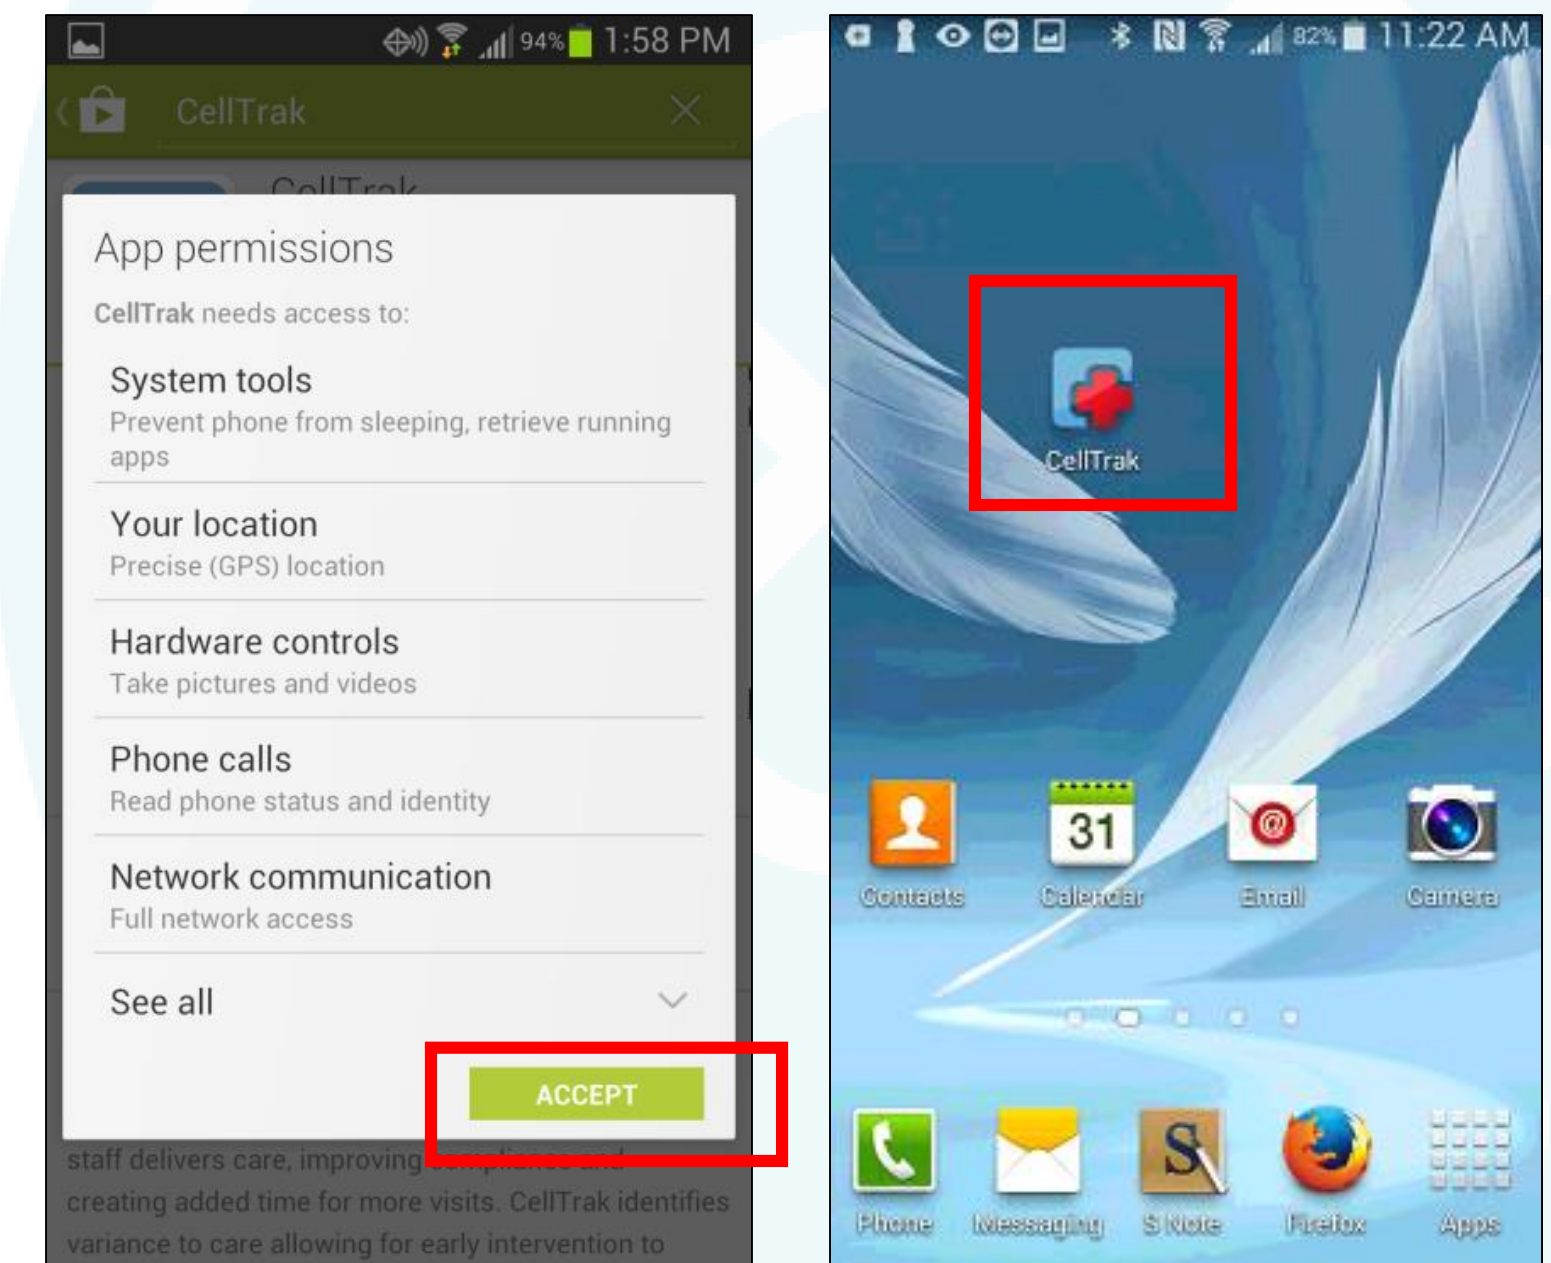 94% 1:58 PM
CellTrak
CellTrak
App permissions
CellTrak needs access to:
System tools
Prevent phone from sleeping, retrieve running
apps
Your location
Precise (GPS) location
Hardware controls
Take pictures and videos
Phone calls
Read phone status and identity
Network communication
Full network access
See all
ACCEPT
staff delivers care, improving compliance and
creating added time for more visits. CellTrak identifies
variance to care allowing for early intervention to
82% 11:22 AM
CellTrak
31
@
Contacts Calendar Email Camera
S
Phone Messaging S Note Firefox Apps